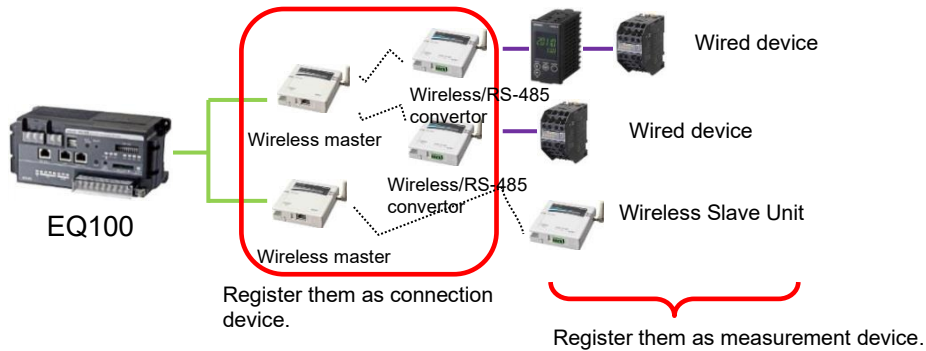 Wired device
Wireless/RS-485
convertor
Wireless master
Wired device
Wireless/RS-485
convertor
EQ100
Wireless Slave Unit
Wireless master
Register them as connection
device.
Register them as measurement device.